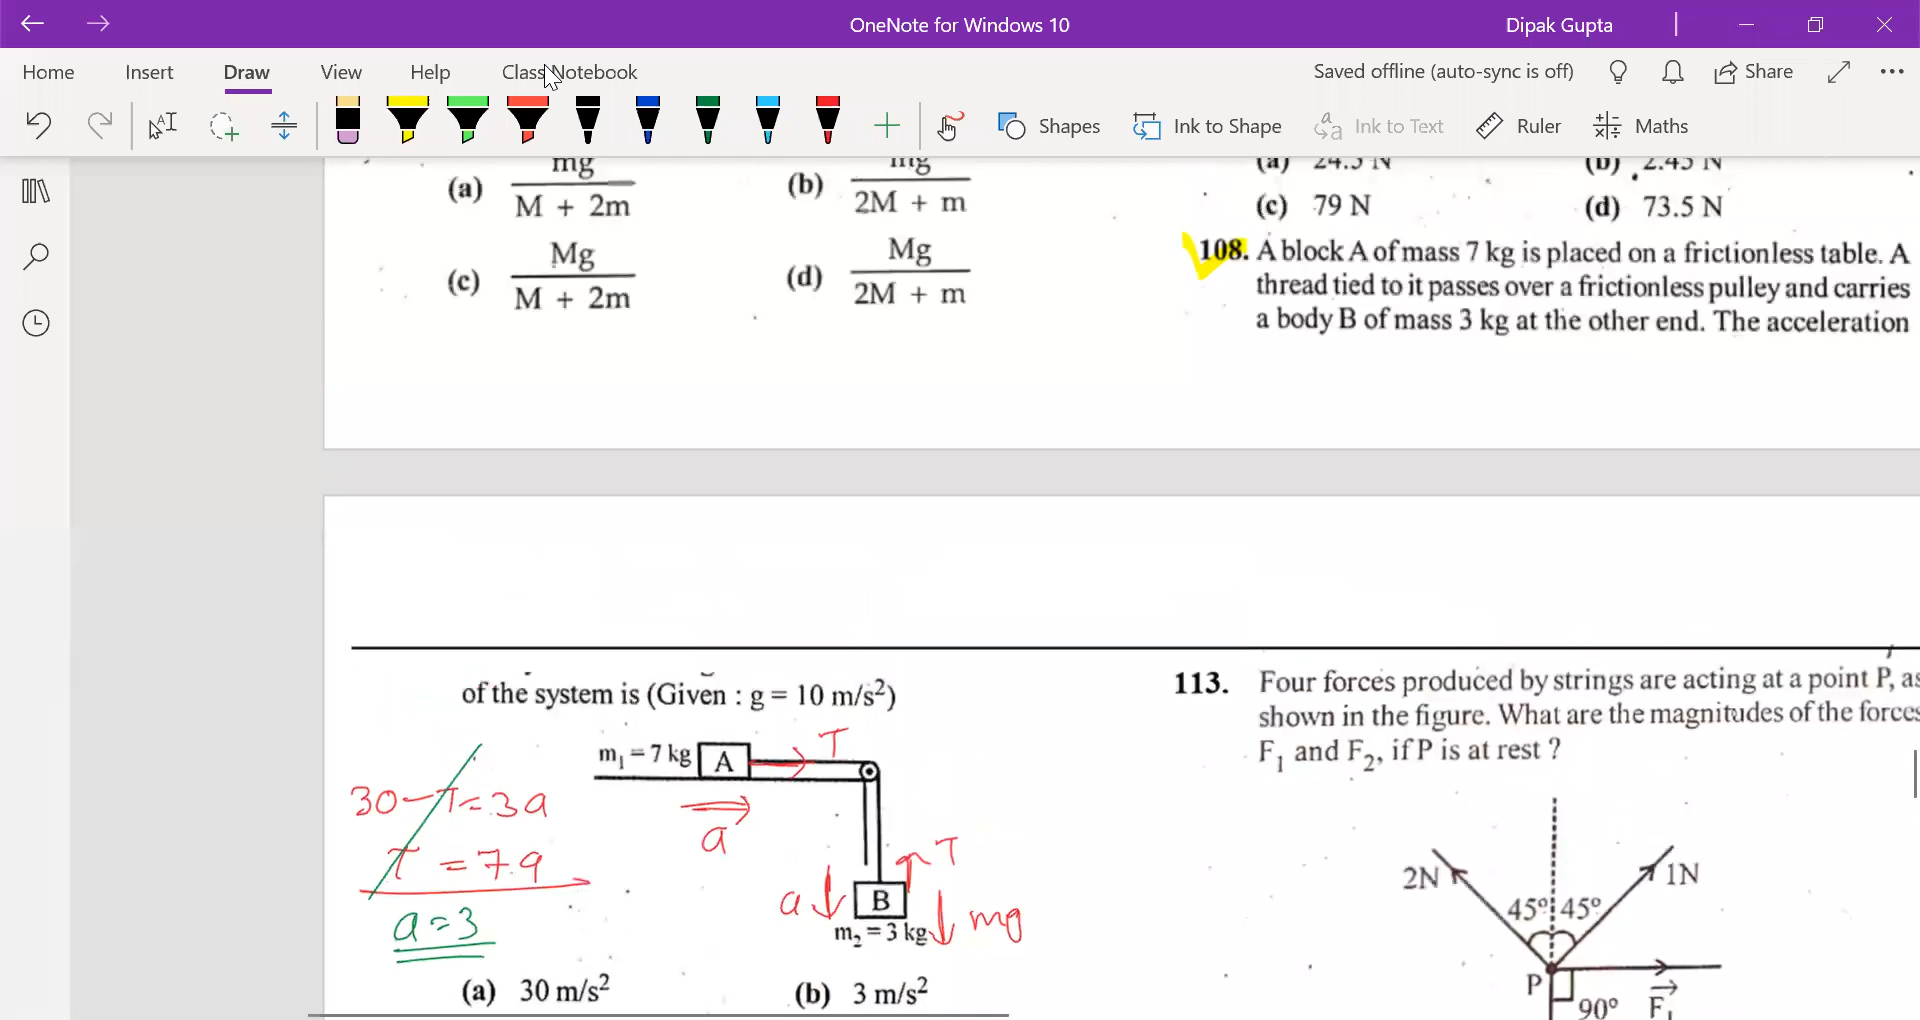 OneNote for Windows 10
Dipak Gupta
Home Insert Draw View Help Class Notebook
Saved offline (auto-sync is off) Share
Shapes Ink to Shape Ink to Text Ruler Maths
(a) mg / M + 2m
(b) mg / 2M + m
(c) Mg / M + 2m
(d) Mg / 2M + m
(a) 24.5 N (b) 2.45 N
(c) 79 N (d) 73.5 N
108. A block A of mass 7 kg is placed on a frictionless table. A
thread tied to it passes over a frictionless pulley and carries
a body B of mass 3 kg at the other end. The acceleration
of the system is (Given : g = 10 m/s²)
m₁ = 7 kg A T
a
30 - T = 3a
T = 7a
a = 3
T
a B mg
m₂ = 3 kg
(a) 30 m/s² (b) 3 m/s²
113. Four forces produced by strings are acting at a point P, as
shown in the figure. What are the magnitudes of the forces
F₁ and F₂, if P is at rest ?
2N 1N
45° 45°
P 90° F₁